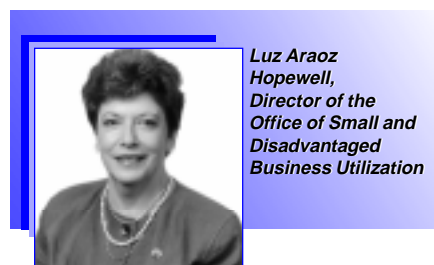 Luz Araoz
Hopewell,
Director of the
Office of Small and
Disadvantaged
Business Utilization